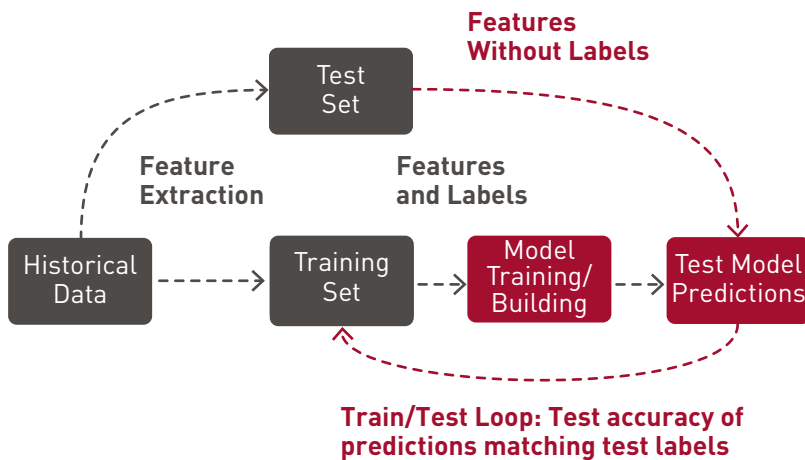 Features
Without Labels
Test
Set
Feature
Extraction
Features
and Labels
Historical
Data
Training
Set
Model
Training/
Building
Test Model
Predictions
Train/Test Loop: Test accuracy of
predictions matching test labels